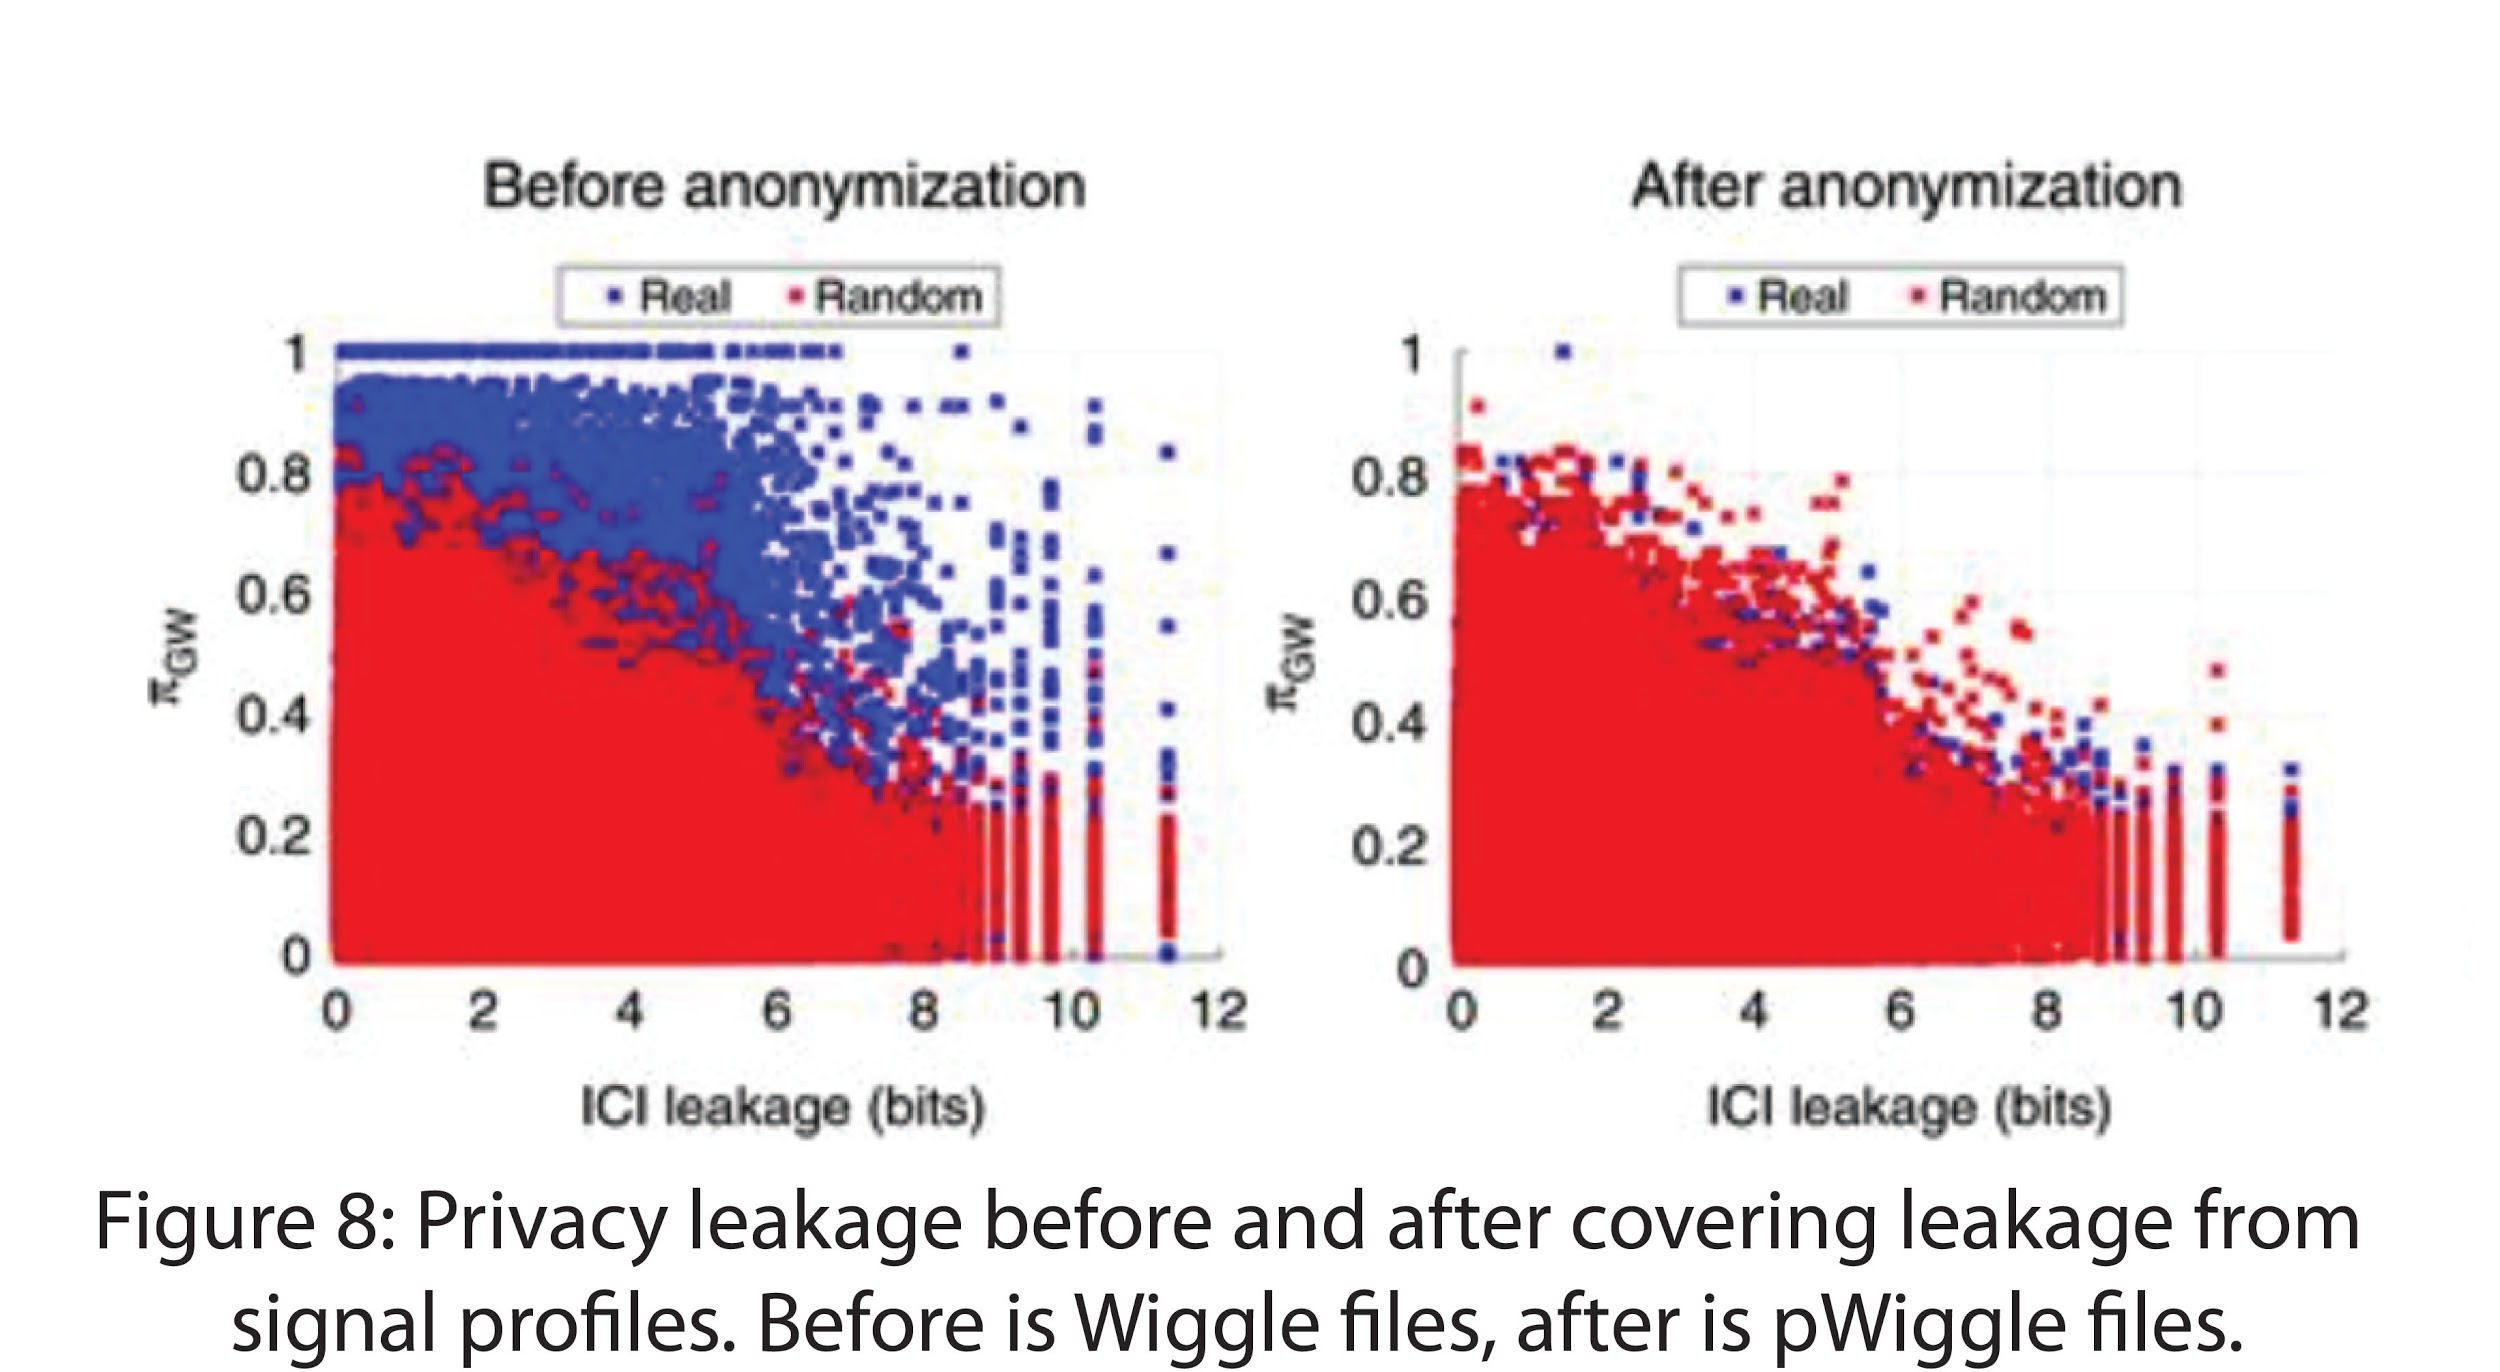 Before anonymization
Real Random
1
0.8
0.6
0.4
0.2
0
πGW
0 2 4 6 8 10 12
ICI leakage (bits)
After anonymization
Real Random
1
0.8
0.6
0.4
0.2
0
πGW
0 2 4 6 8 10 12
ICI leakage (bits)
Figure 8: Privacy leakage before and after covering leakage from
signal profiles. Before is Wiggle files, after is pWiggle files.